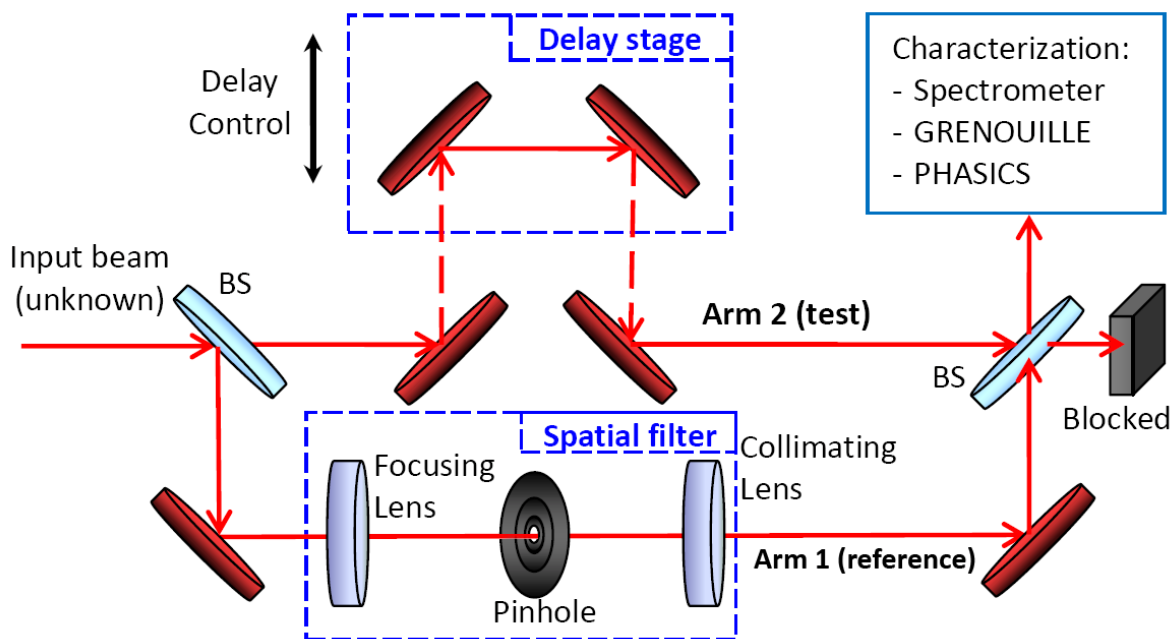 Delay stage
Delay
Control
Characterization:
- Spectrometer
- GRENOUILLE
- PHASICS
Input beam
(unknown)
BS
Arm 2 (test)
BS
Blocked
Spatial filter
Focusing
Lens
Collimating
Lens
Pinhole
Arm 1 (reference)